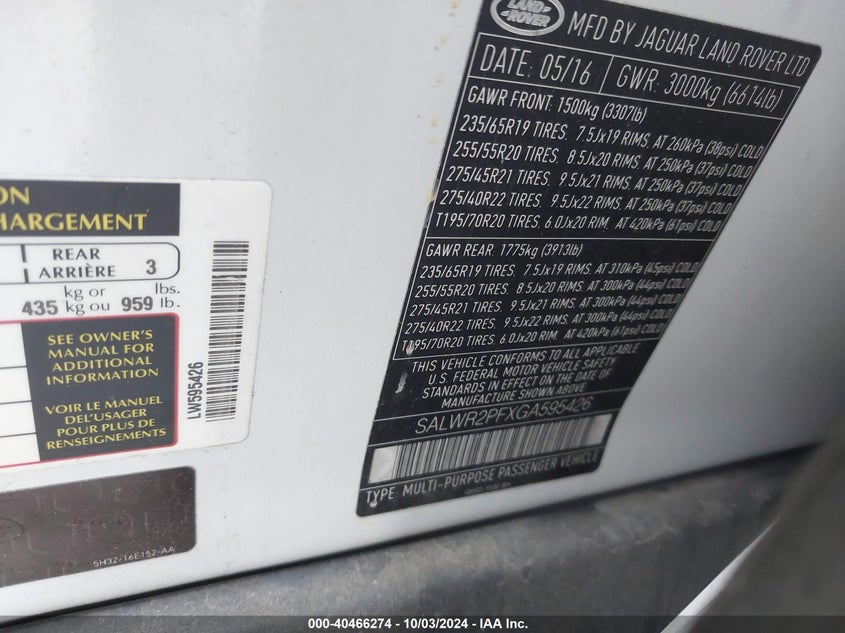 LAND
ROVER
MFD BY JAGUAR LAND ROVER LTD
DATE: 05/16 GWR: 3000kg (6614lb)
GAWR FRONT 1500kg (3307lb)
235/65R19 TIRES. 7.5Jx19 RIMS. AT 260kPa (38psi) COLD
255/55R20 TIRES. 8.5Jx20 RIMS. AT 250kPa (37psi) COLD
275/45R21 TIRES. 9.5Jx21 RIMS. AT 250kPa (37psi) COLD
275/40R22 TIRES. 9.5Jx22 RIMS. AT 250kPa (37psi) COLD
T195/70R20 TIRES. 6.0Jx20 RIM. AT 420kPa (61psi) COLD
GAWR REAR 1775kg (3913lb)
235/65R19 TIRES. 7.5Jx19 RIMS. AT 310kPa (45psi) COLD
255/55R20 TIRES. 8.5Jx20 RIMS. AT 300kPa (44psi) COLD
275/45R21 TIRES. 9.5Jx21 RIMS. AT 300kPa (44psi) COLD
275/40R22 TIRES. 9.5Jx22 RIMS. AT 300kPa (44psi) COLD
T195/70R20 TIRES. 6.0Jx20 RIM. AT 420kPa (61psi) COLD
THIS VEHICLE CONFORMS TO ALL APPLICABLE
U.S. FEDERAL MOTOR VEHICLE SAFETY
STANDARDS IN EFFECT ON THE DATE OF
MANUFACTURE SHOWN ABOVE
SALWR2PFXGA595426
TYPE: MULTI-PURPOSE PASSENGER VEHICLE
ON
HARGEMENT
REAR
ARRIÈRE 3
kg or lbs.
435 kg ou 959 lb.
SEE OWNER'S
MANUAL FOR
ADDITIONAL
INFORMATION
VOIR LE MANUEL
DEL'USAGER
POUR PLUS DE
RENSEIGNEMENTS
LW595426
5H32-16E152-AA
000-40466274 - 10/03/2024 - IAA Inc.